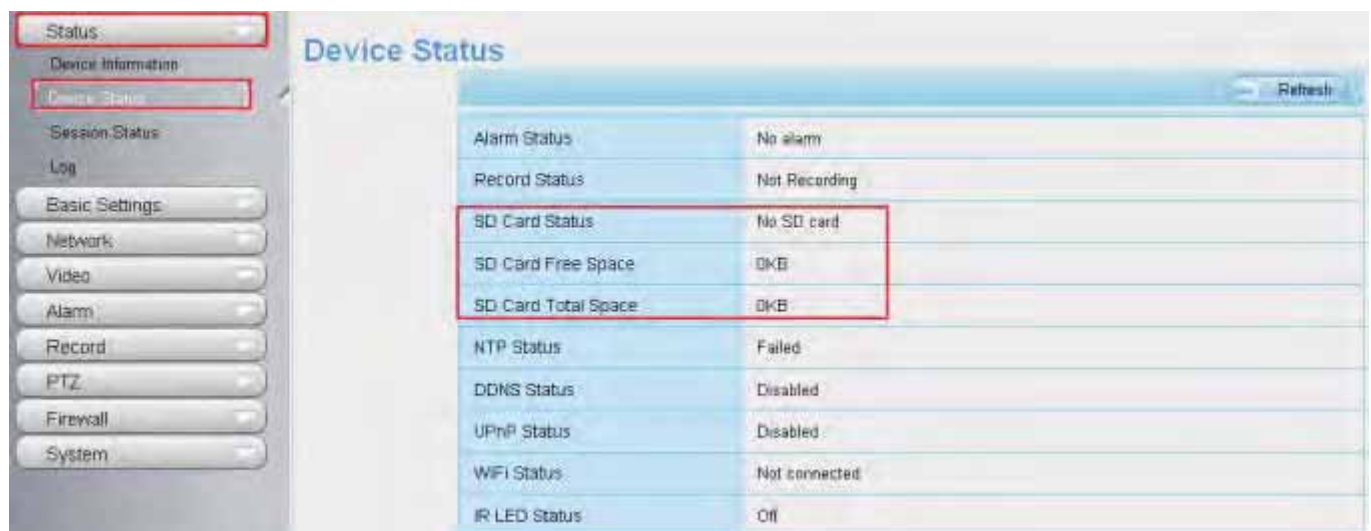 Status
Device Information
Device Status
Session Status
Log
Basic Settings
Network
Video
Alarm
Record
PTZ
Firewall
System
Device Status
Refresh
Alarm Status No alarm
Record Status Not Recording
SD Card Status No SD card
SD Card Free Space 0KB
SD Card Total Space 0KB
NTP Status Failed
DDNS Status Disabled
UPnP Status Disabled
WiFi Status Not connected
IR LED Status Off